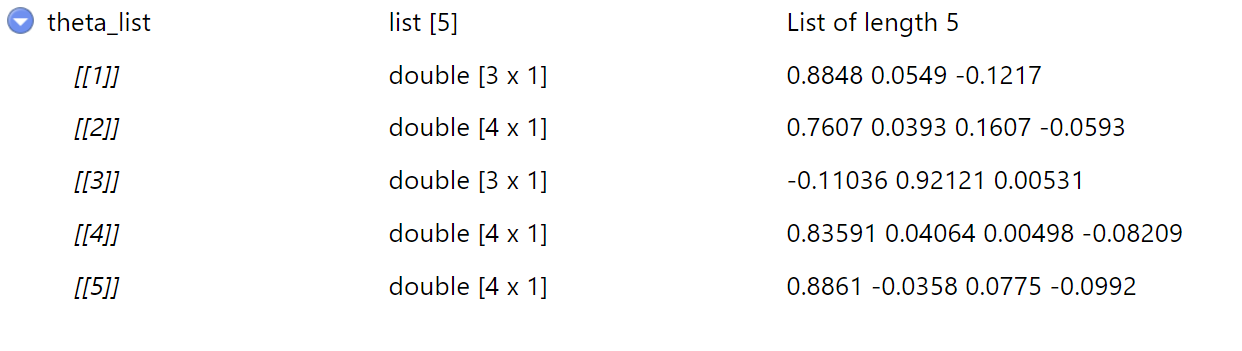 theta_list list [5] List of length 5
[[1]] double [3 x 1] 0.8848 0.0549 -0.1217
[[2]] double [4 x 1] 0.7607 0.0393 0.1607 -0.0593
[[3]] double [3 x 1] -0.11036 0.92121 0.00531
[[4]] double [4 x 1] 0.83591 0.04064 0.00498 -0.08209
[[5]] double [4 x 1] 0.8861 -0.0358 0.0775 -0.0992